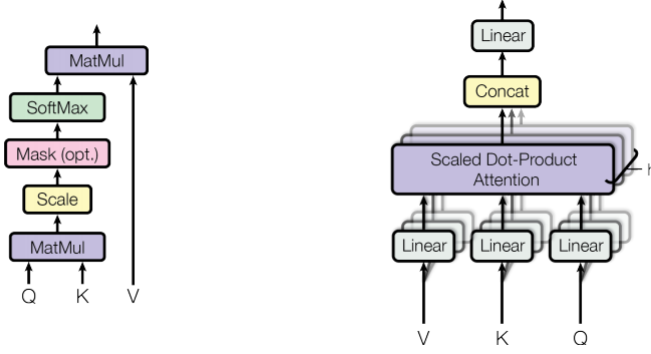 MatMul
SoftMax
Mask (opt.)
Scale
MatMul
Q K V
Linear
Concat
Scaled Dot-Product
Attention
Linear Linear Linear
V K Q